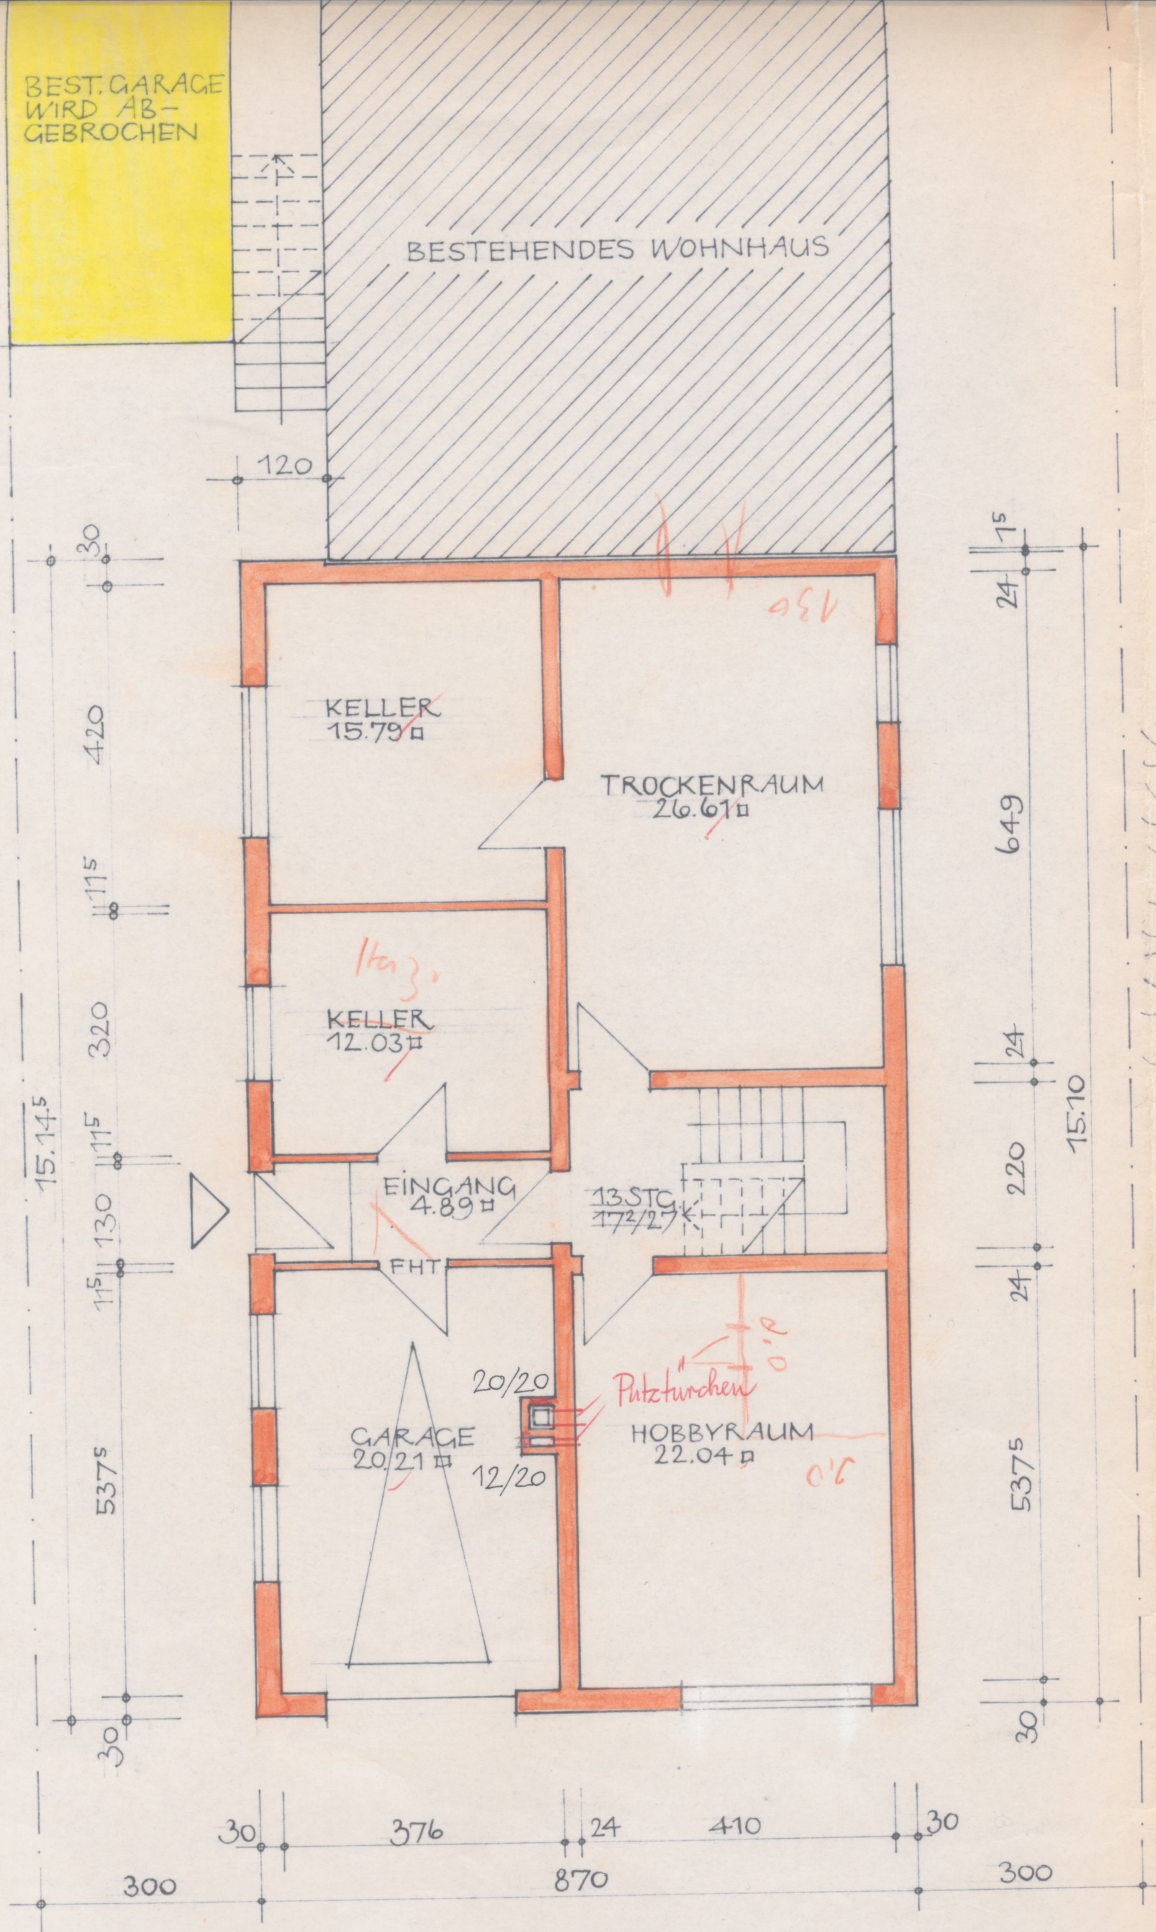 BEST. GARAGE
WIRD AB-
GEBROCHEN
BESTEHENDES WOHNHAUS
120
30
1⁵
24
130
KELLER
15.79
420
TROCKENRAUM
26.61
649
11⁵
KELLER
12.03
320
24
15.14⁵
15.10
11⁵
EINGANG
4.89
13 STG
17²/27
220
130
FHT
11⁵
24
20/20
Putztürchen
GARAGE
20.21
HOBBYRAUM
22.04
12/20
537⁵
537⁵
30
30
30
376
24
410
30
300
870
300